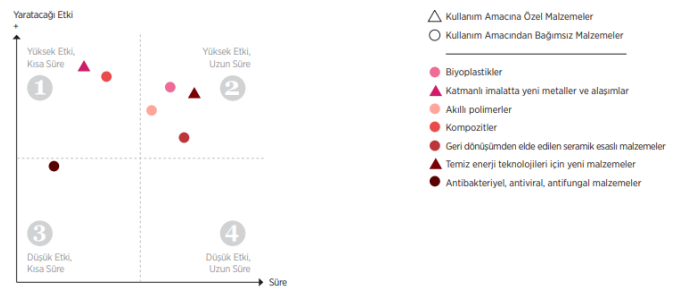 Yaratacağı Etki
+
Yüksek Etki,
Kısa Süre
1
Yüksek Etki,
Uzun Süre
2
3
Düşük Etki,
Kısa Süre
4
Düşük Etki,
Uzun Süre
Süre
Kullanım Amacına Özel Malzemeler
Kullanım Amacından Bağımsız Malzemeler
Biyoplastikler
Katmanlı imalatta yeni metaller ve alaşımlar
Akıllı polimerler
Kompozitler
Geri dönüşümden elde edilen seramik esaslı malzemeler
Temiz enerji teknolojileri için yeni malzemeler
Antibakteriyel, antiviral, antifungal malzemeler